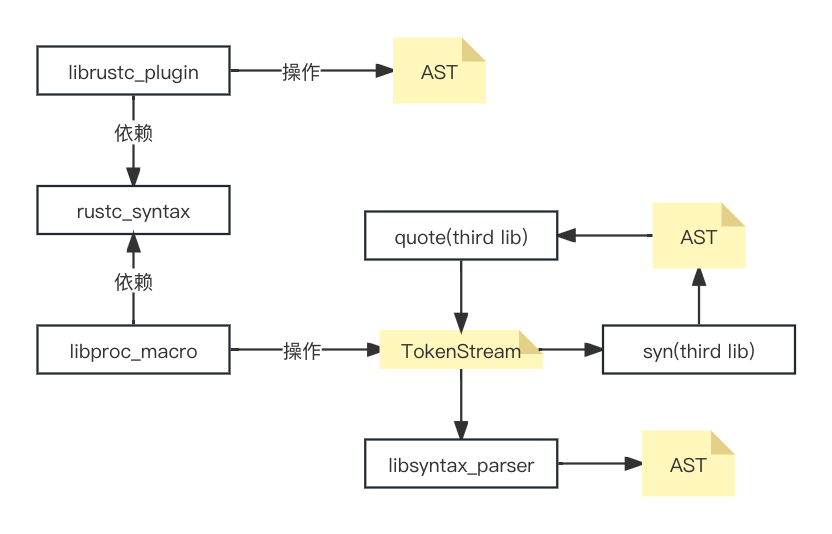 librustc_plugin
操作
AST
依赖
rustc_syntax
quote(third lib)
AST
依赖
libproc_macro
操作
TokenStream
syn(third lib)
libsyntax_parser
AST